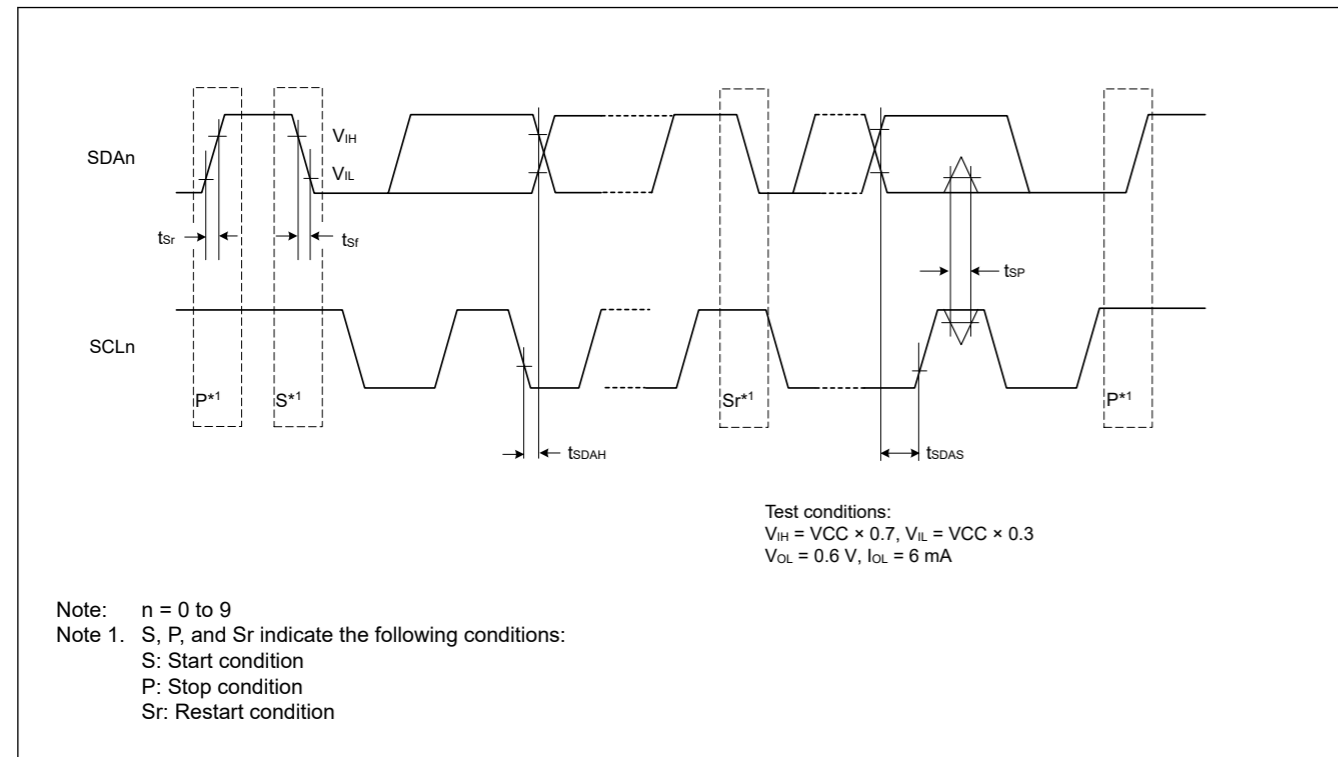 SDAn
VIH
VIL
tSr
tSf
tSP
SCLn
P*1
S*1
Sr*1
P*1
tSDAH
tSDAS
Test conditions:
VIH = VCC × 0.7, VIL = VCC × 0.3
VOL = 0.6 V, IOL = 6 mA
Note: n = 0 to 9
Note 1. S, P, and Sr indicate the following conditions:
S: Start condition
P: Stop condition
Sr: Restart condition